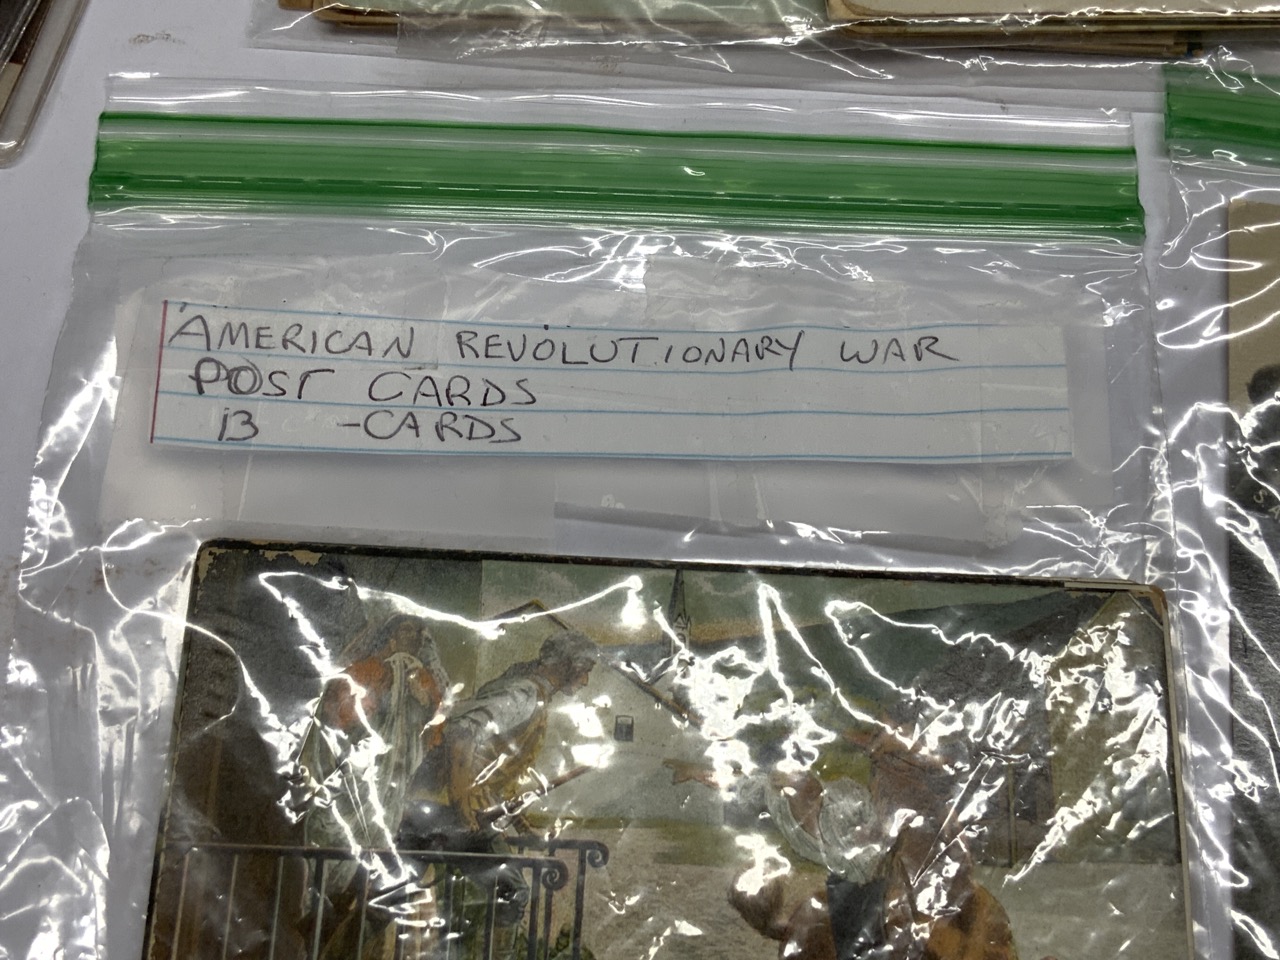 AMERICAN REVOLUTIONARY WAR
POST CARDS
13 -CARDS